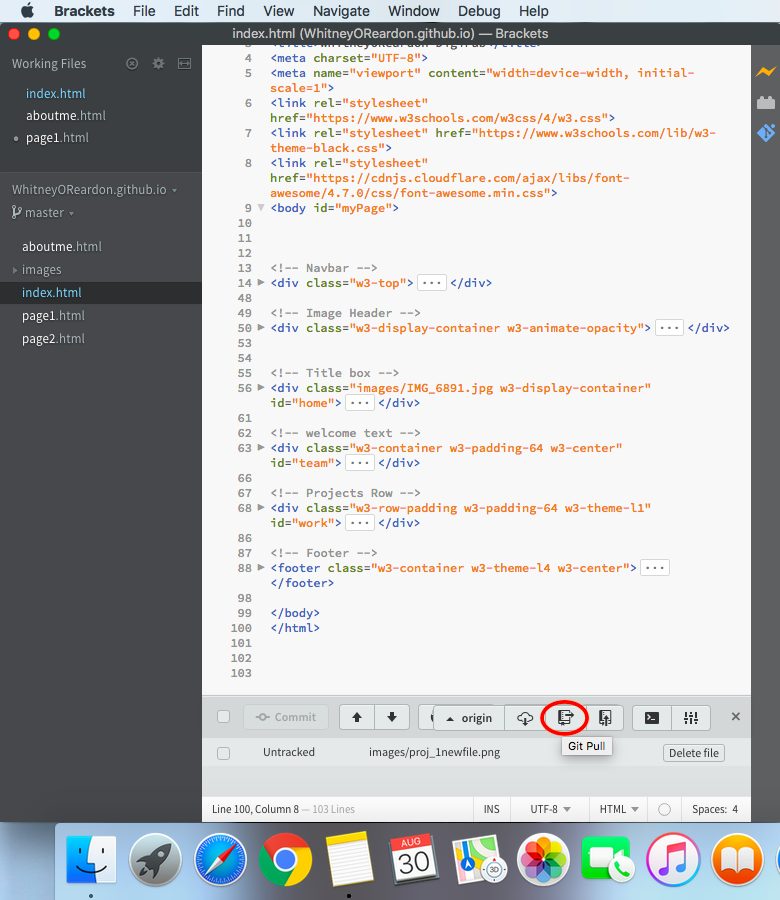 Brackets File Edit Find View Navigate Window Debug Help
index.html (WhitneyOReardon.github.io) — Brackets
Working Files
index.html
aboutme.html
page1.html
WhitneyOReardon.github.io
master
aboutme.html
images
index.html
page1.html
page2.html
4 <meta charset="UTF-8">
5 <meta name="viewport" content="width=device-width, initial-
scale=1">
6 <link rel="stylesheet"
href="https://www.w3schools.com/w3css/4/w3.css">
7 <link rel="stylesheet" href="https://www.w3schools.com/lib/w3-
theme-black.css">
8 <link rel="stylesheet"
href="https://cdnjs.cloudflare.com/ajax/libs/font-
awesome/4.7.0/css/font-awesome.min.css">
9 <body id="myPage">
10
11
12
13 <!-- Navbar -->
14 <div class="w3-top"> ... </div>
48
49 <!-- Image Header -->
50 <div class="w3-display-container w3-animate-opacity"> ... </div>
53
54
55 <!-- Title box -->
56 <div class="images/IMG_6891.jpg w3-display-container"
id="home"> ... </div>
61
62 <!-- welcome text -->
63 <div class="w3-container w3-padding-64 w3-center"
id="team"> ... </div>
66
67 <!-- Projects Row -->
68 <div class="w3-row-padding w3-padding-64 w3-theme-l1"
id="work"> ... </div>
86
87 <!-- Footer -->
88 <footer class="w3-container w3-theme-l4 w3-center"> ...
</footer>
98
99 </body>
100 </html>
101
102
103
Commit origin
Git Pull
Untracked images/proj_1newfile.png Delete file
Line 100, Column 8 — 103 Lines INS UTF-8 HTML Spaces: 4
AUG
30
3D